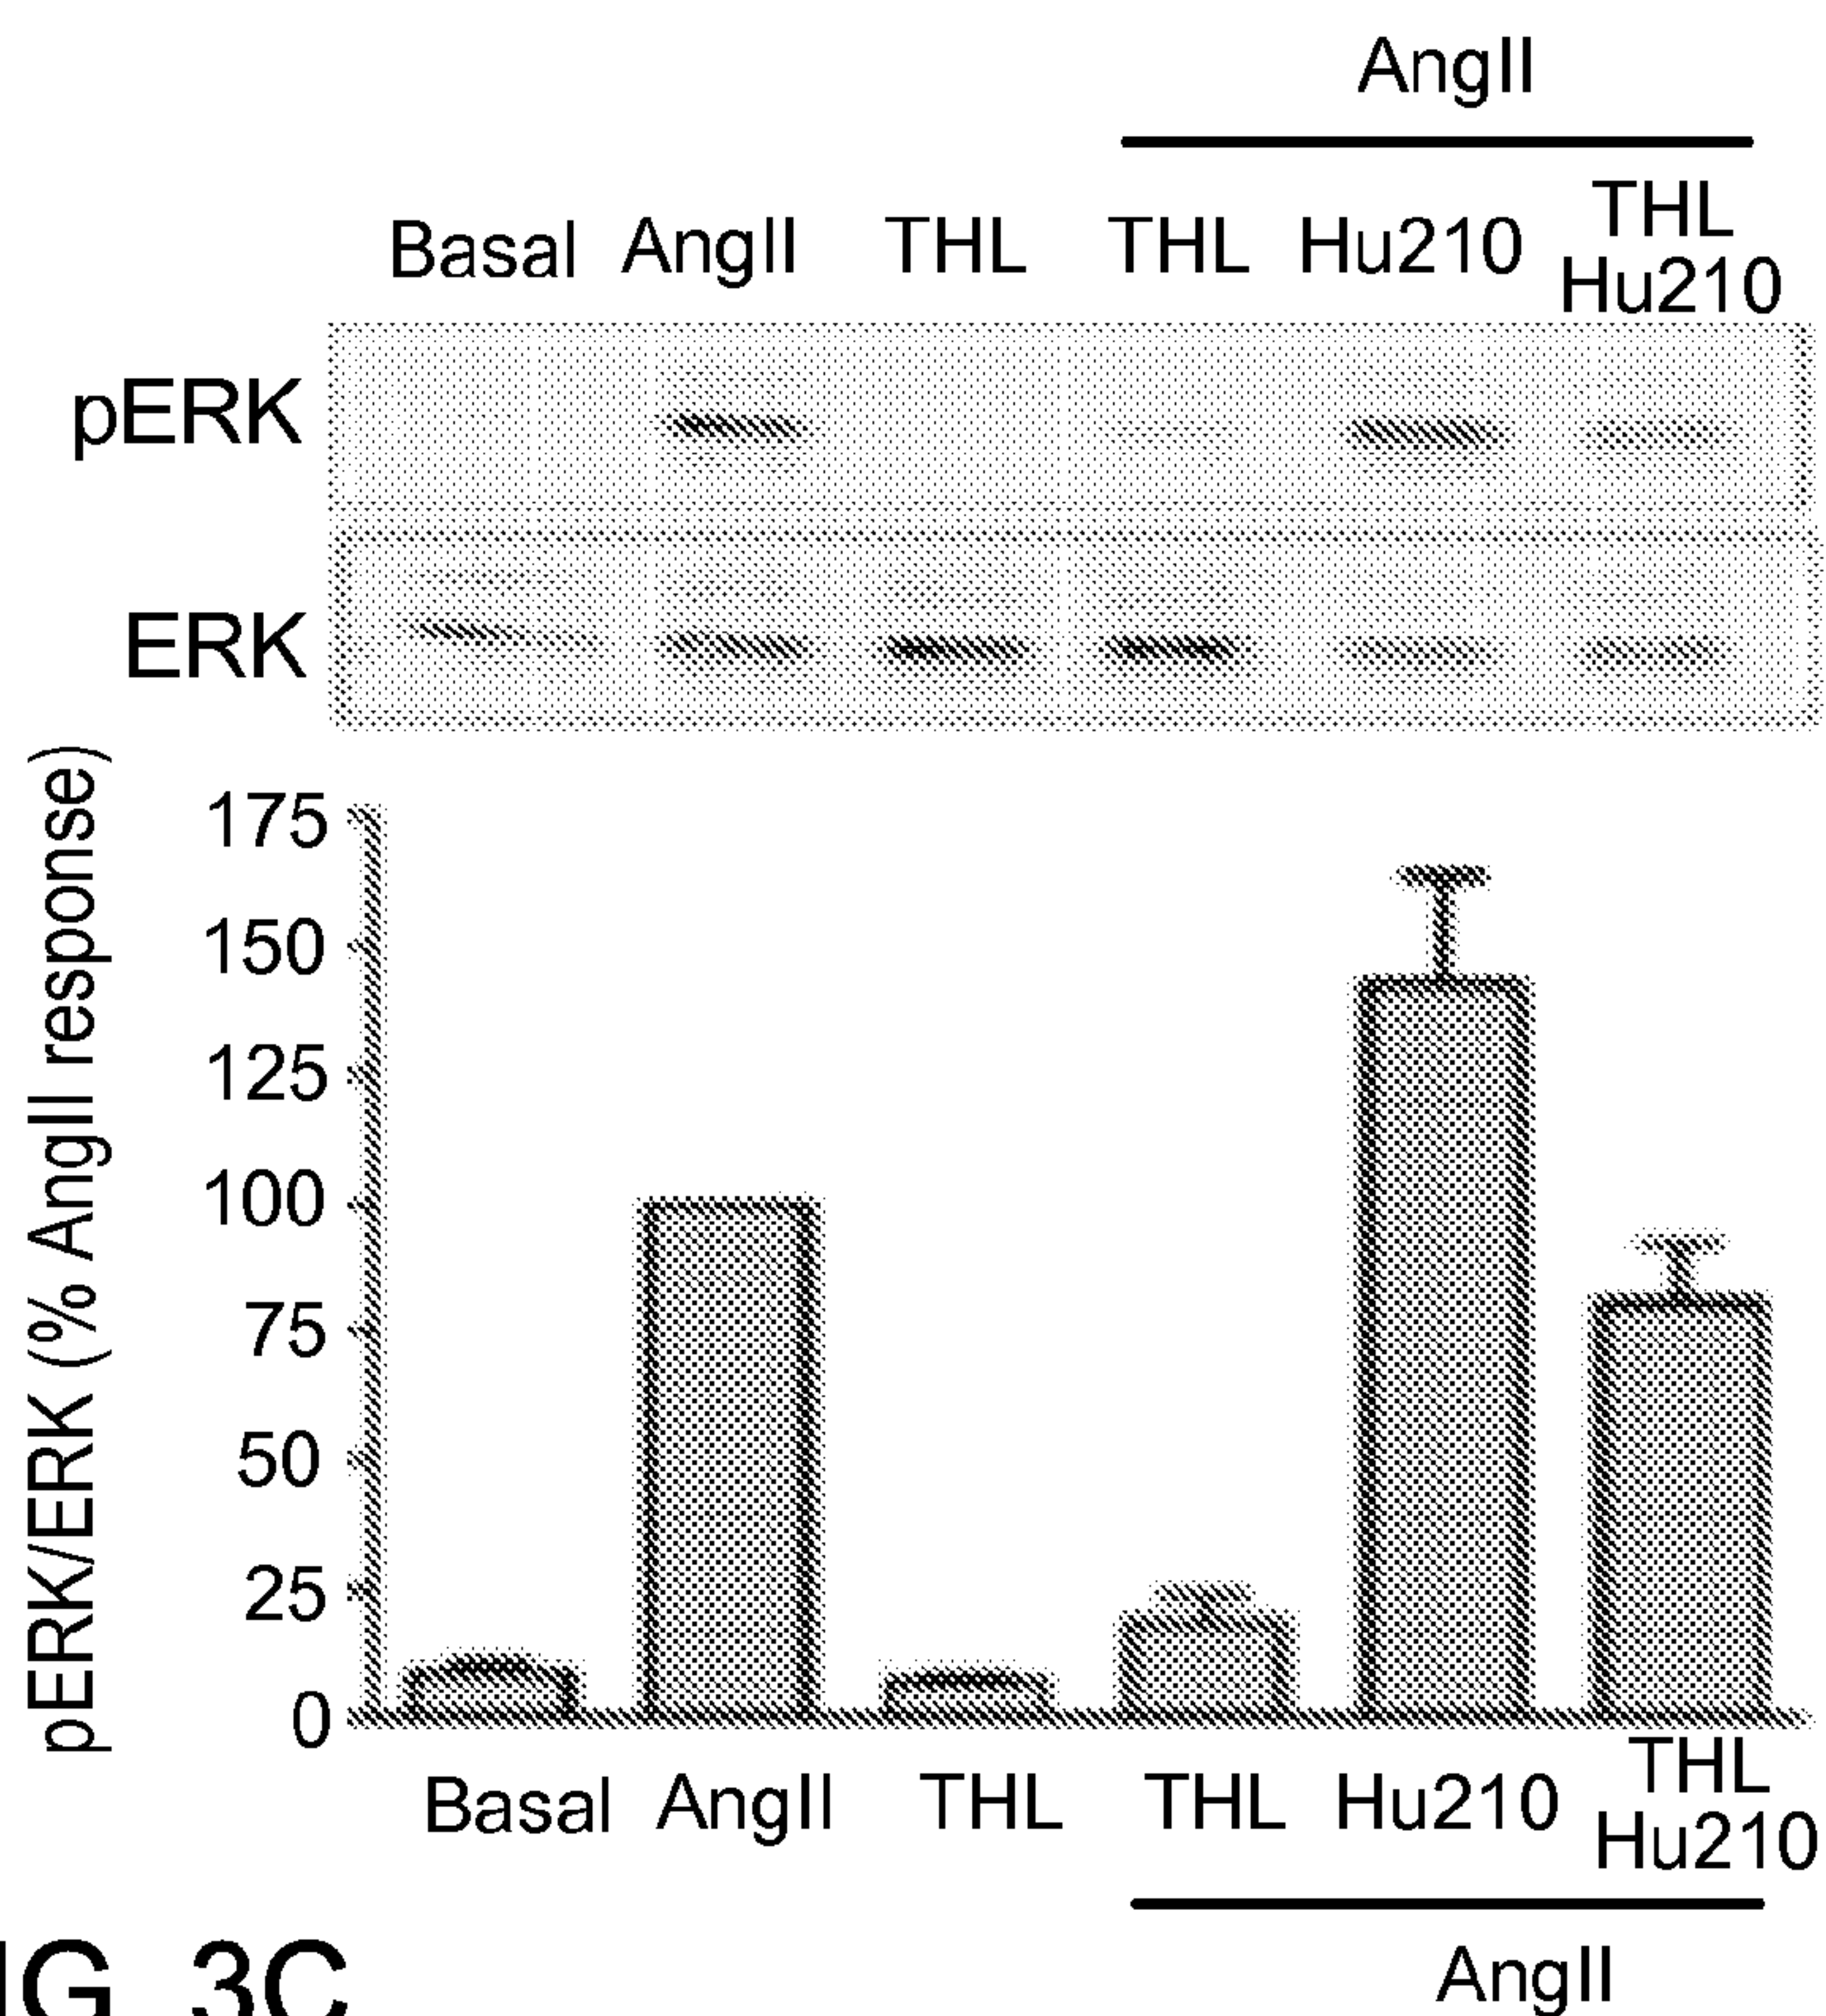 AngII
Basal AngII THL THL Hu210 THL Hu210
pERK
ERK
pERK/ERK (% AngII response)
175
150
125
100
75
50
25
0
Basal AngII THL THL Hu210 THL Hu210
AngII
3C